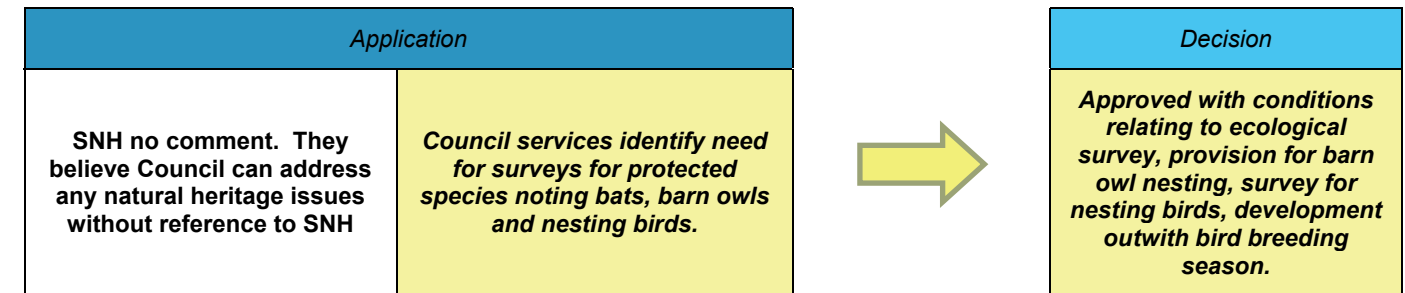 Application
SNH no comment.  They
believe Council can address
any natural heritage issues
without reference to SNH
Council services identify need
for surveys for protected
species noting bats, barn owls
and nesting birds.
Decision
Approved with conditions
relating to ecological
survey, provision for barn
owl nesting, survey for
nesting birds, development
outwith bird breeding
season.